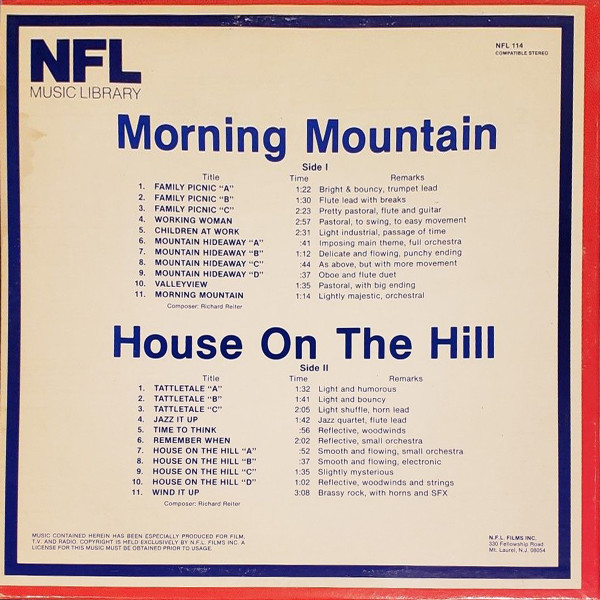 NFL
MUSIC LIBRARY
NFL 114
COMPATIBLE STEREO
Morning Mountain
Side I
Title Time Remarks
1. FAMILY PICNIC "A" 1:22 Bright & bouncy, trumpet lead
2. FAMILY PICNIC "B" 1:30 Flute lead with breaks
3. FAMILY PICNIC "C" 2:23 Pretty pastoral, flute and guitar
4. WORKING WOMAN 2:57 Pastoral, to swing, to easy movement
5. CHILDREN AT WORK 2:31 Light industrial, passage of time
6. MOUNTAIN HIDEAWAY "A" :41 Imposing main theme, full orchestra
7. MOUNTAIN HIDEAWAY "B" 1:12 Delicate and flowing, punchy ending
8. MOUNTAIN HIDEAWAY "C" :44 As above, but with more movement
9. MOUNTAIN HIDEAWAY "D" :37 Oboe and flute duet
10. VALLEYVIEW 1:35 Pastoral, with big ending
11. MORNING MOUNTAIN 1:14 Lightly majestic, orchestral
Composer: Richard Reiter
House On The Hill
Side II
Title Time Remarks
1. TATTLETALE "A" 1:32 Light and humorous
2. TATTLETALE "B" 1:41 Light and bouncy
3. TATTLETALE "C" 2:05 Light shuffle, horn lead
4. JAZZ IT UP 1:42 Jazz quartet, flute lead
5. TIME TO THINK :56 Reflective, woodwinds
6. REMEMBER WHEN 2:02 Reflective, small orchestra
7. HOUSE ON THE HILL "A" :52 Smooth and flowing, small orchestra
8. HOUSE ON THE HILL "B" :37 Smooth and flowing, electronic
9. HOUSE ON THE HILL "C" 1:35 Slightly mysterious
10. HOUSE ON THE HILL "D" 1:02 Reflective, woodwinds and strings
11. WIND IT UP 3:08 Brassy rock, with horns and SFX
Composer: Richard Reiter
MUSIC CONTAINED HEREIN HAS BEEN ESPECIALLY PRODUCED FOR FILM,
T.V. AND RADIO. COPYRIGHT IS HELD EXCLUSIVELY BY N.F.L. FILMS INC. A
LICENSE FOR THIS MUSIC MUST BE OBTAINED PRIOR TO USAGE.
N.F.L. FILMS INC.
330 Fellowship Road
Mt. Laurel, N.J. 08054